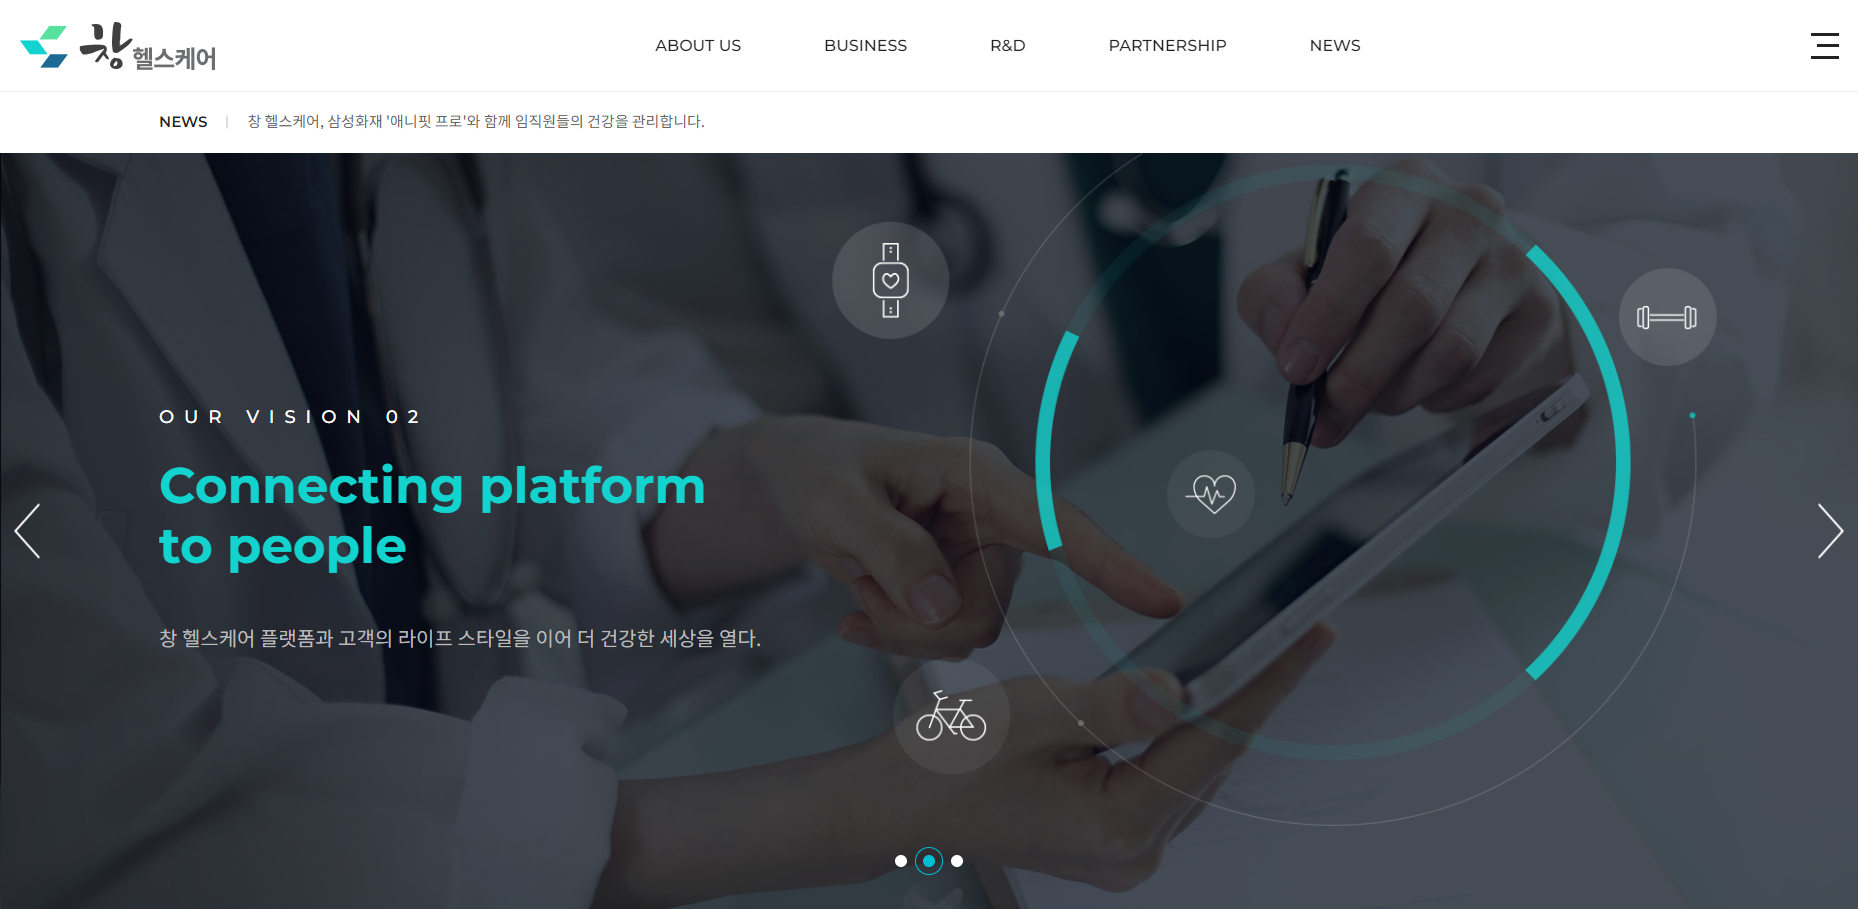 창 헬스케어
ABOUT US
BUSINESS
R&D
PARTNERSHIP
NEWS
NEWS
창 헬스케어, 삼성화재 '애니핏 프로'와 함께 임직원들의 건강을 관리합니다.
OUR VISION 02
Connecting platform
to people
창 헬스케어 플랫폼과 고객의 라이프 스타일을 이어 더 건강한 세상을 열다.